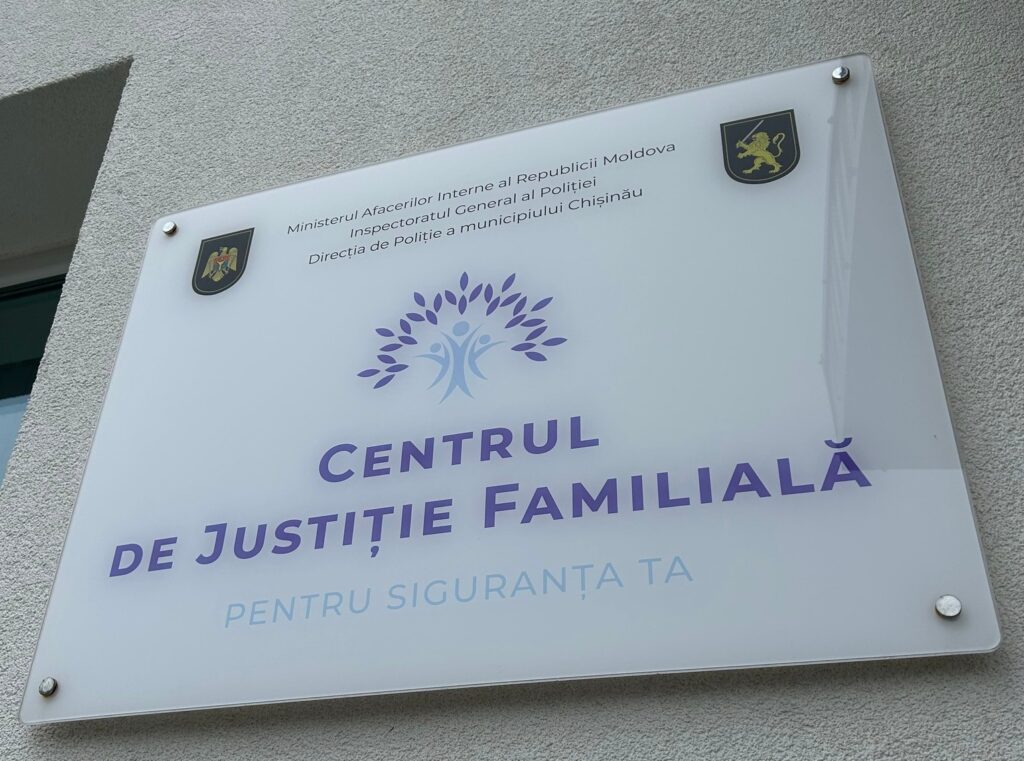 Ministerul Afacerilor Interne al Republicii Moldova
Inspectoratul General al Poliției
Direcția de Poliție a municipiului Chișinău
CENTRUL
DE JUSTIȚIE FAMILIALĂ
PENTRU SIGURANȚA TA